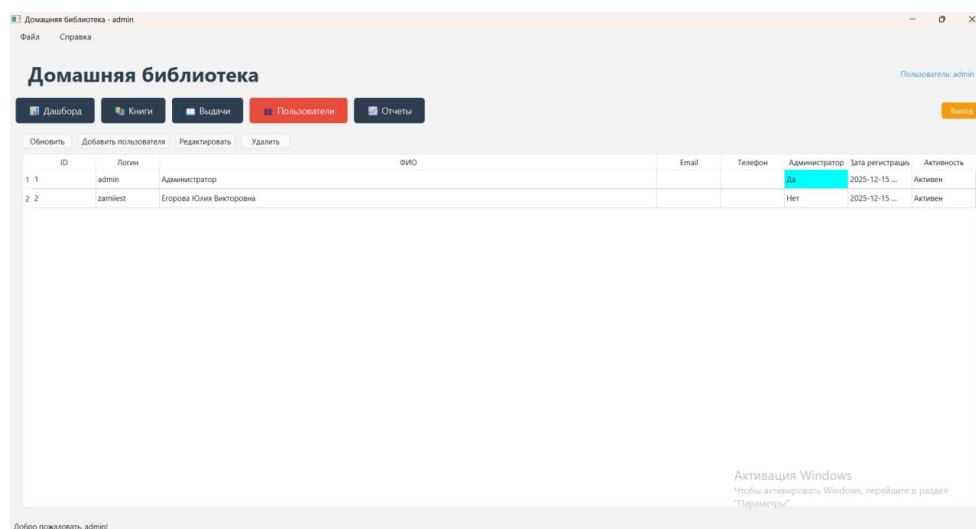 Домашняя библиотека - admin
Файл Справка
Домашняя библиотека
Пользователь: admin
Дашборд Книги Выдачи Пользователи Отчеты Выход
Обновить Добавить пользователя Редактировать Удалить
ID Логин ФИО Email Телефон Администратор Дата регистрации Активность
1 1 admin Администратор Да 2025-12-15 ... Активен
2 2 zarniiest Егорова Юлия Викторовна Нет 2025-12-15 ... Активен
Активация Windows
Чтобы активировать Windows, перейдите в раздел
"Параметры".
Добро пожаловать, admin!